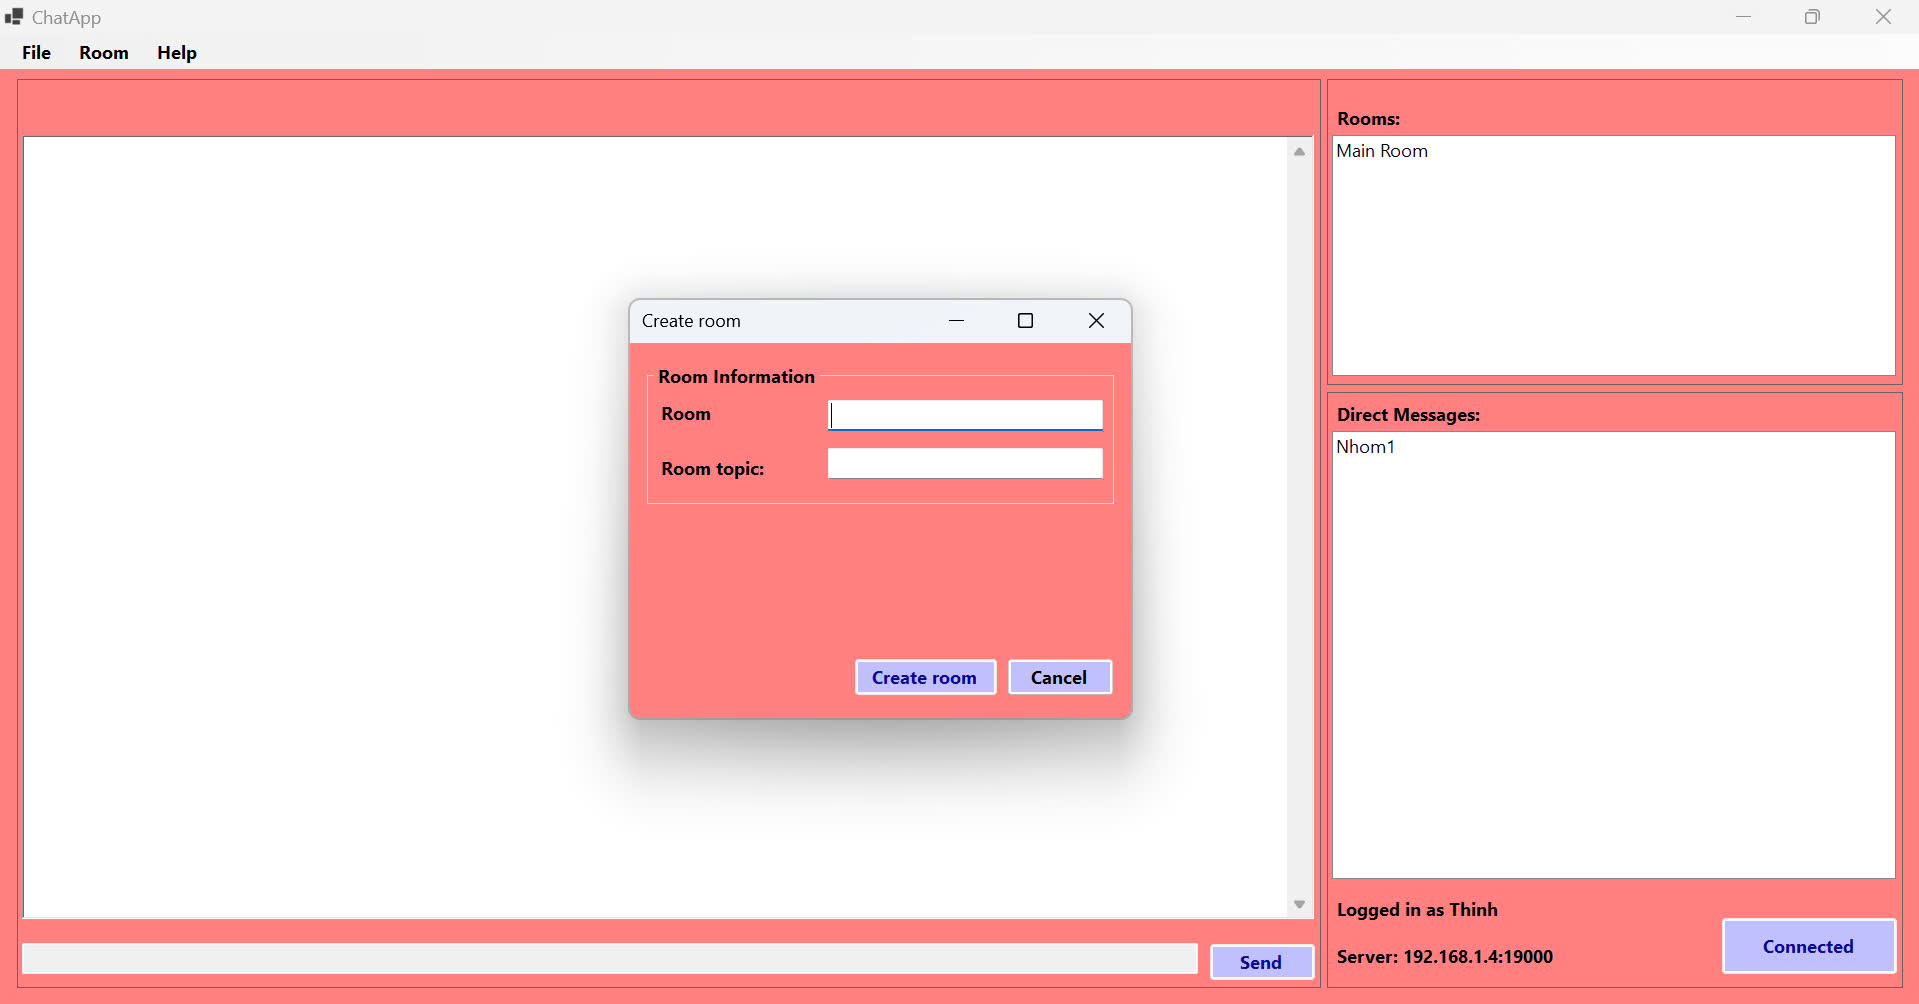 ChatApp
File Room Help
Rooms:
Main Room
Create room
Room Information
Room
Room topic:
Create room Cancel
Direct Messages:
Nhom1
Logged in as Thinh
Server: 192.168.1.4:19000
Connected
Send